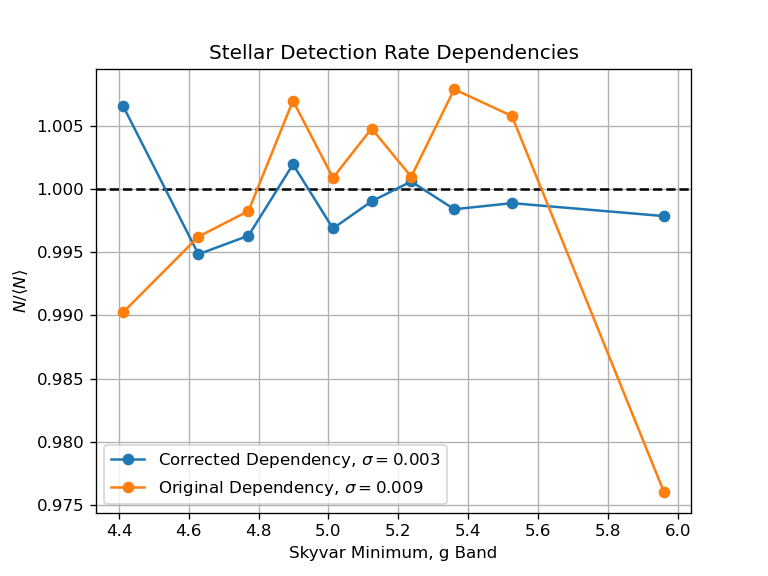 Stellar Detection Rate Dependencies
N/⟨N⟩
1.005
1.000
0.995
0.990
0.985
0.980
0.975
Corrected Dependency, σ = 0.003
Original Dependency, σ = 0.009
4.4 4.6 4.8 5.0 5.2 5.4 5.6 5.8 6.0
Skyvar Minimum, g Band